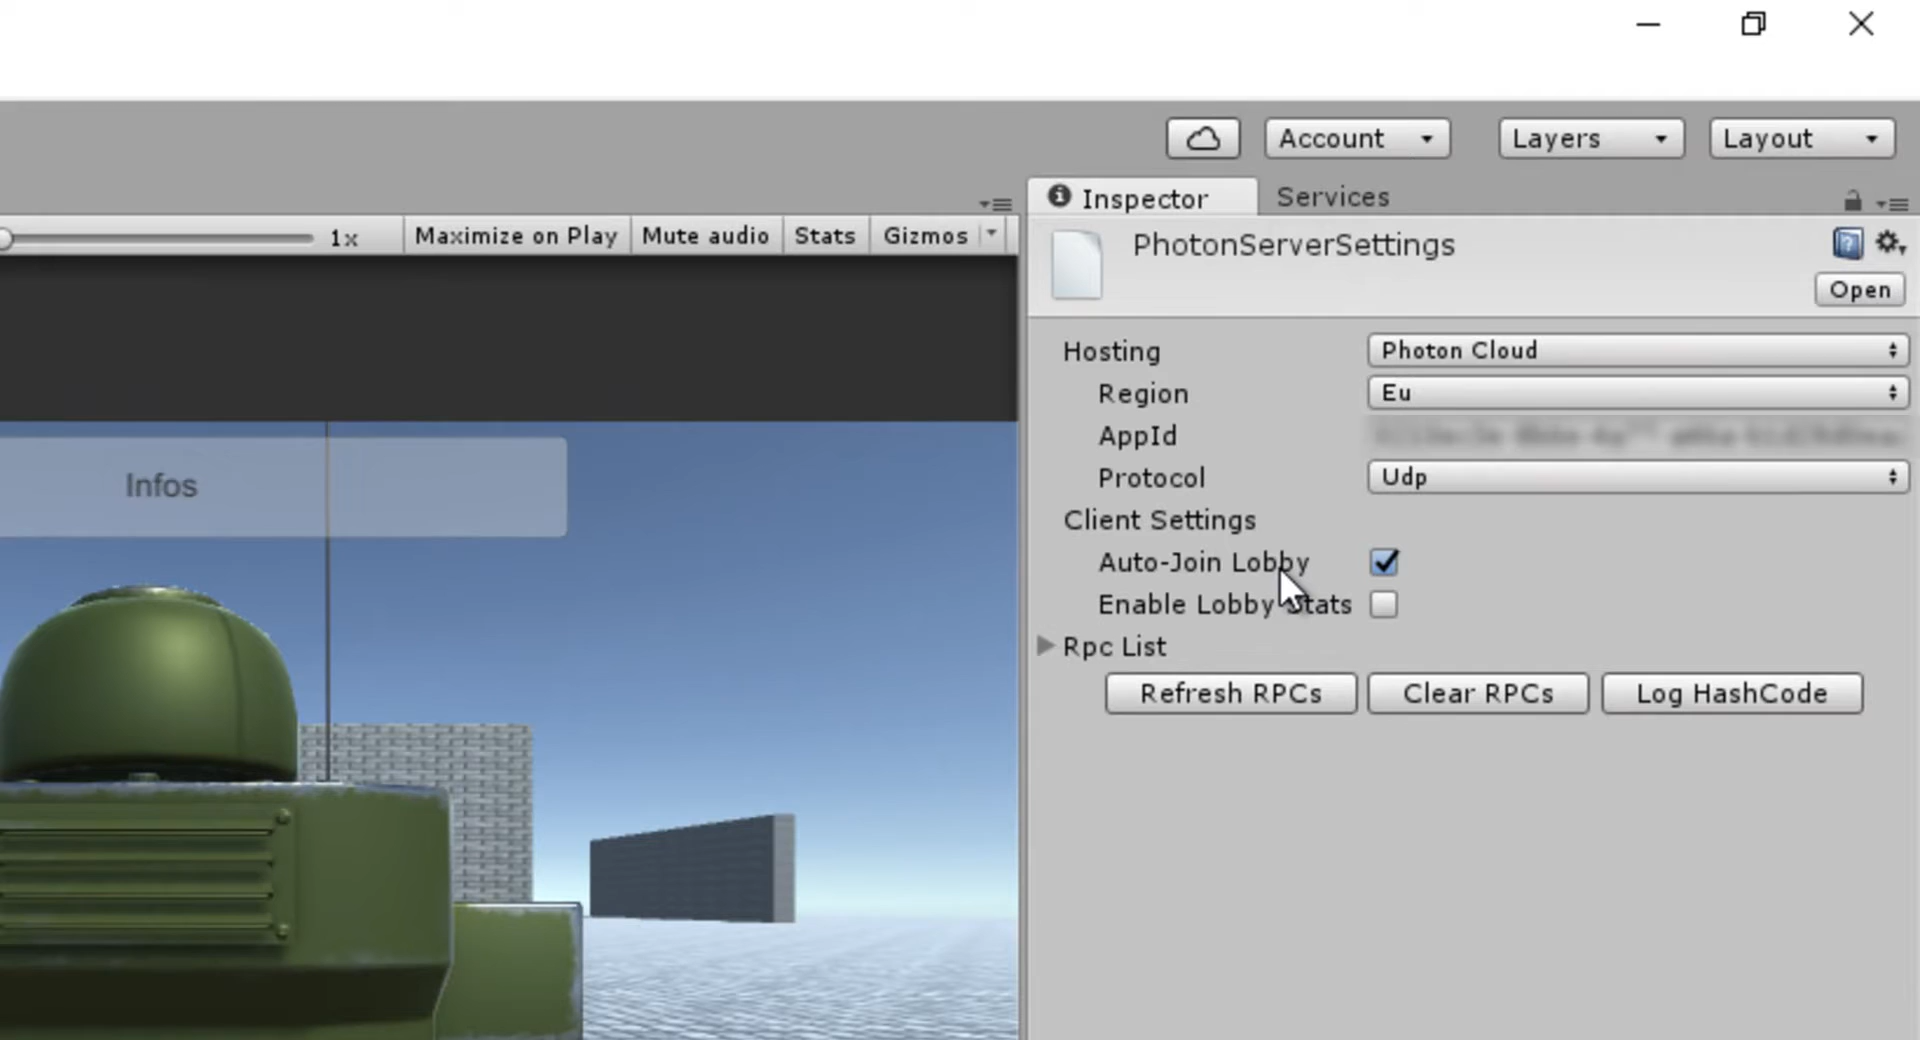 Account Layers Layout
Inspector Services
1x Maximize on Play Mute audio Stats Gizmos
PhotonServerSettings
Open
Hosting Photon Cloud
Region Eu
AppId
Protocol Udp
Client Settings
Auto-Join Lobby
Enable Lobby Stats
Rpc List
Refresh RPCs Clear RPCs Log HashCode
Infos